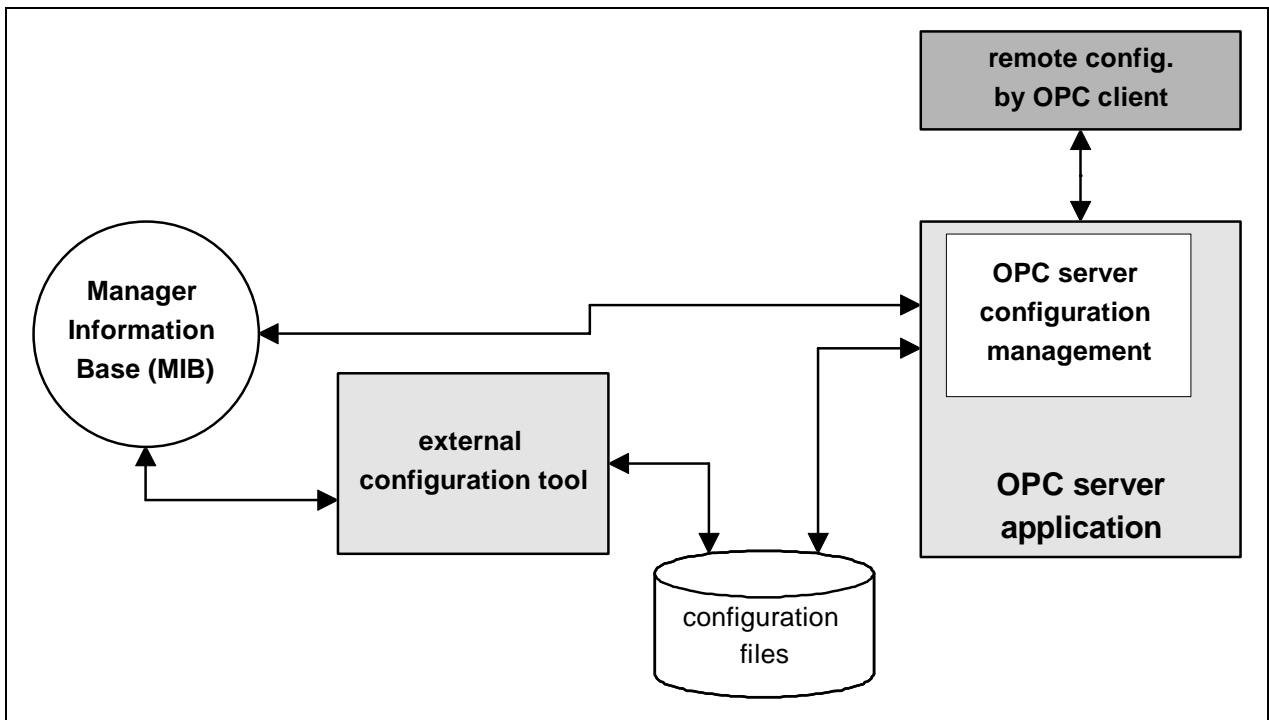 remote config.
by OPC client
Manager
Information
Base (MIB)
OPC server
configuration
management
external
configuration tool
OPC server
application
configuration
files